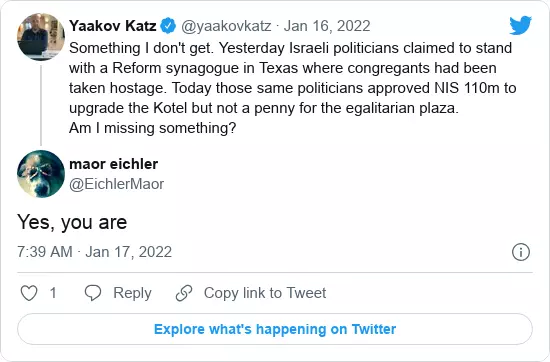 Yaakov Katz @yaakovkatz · Jan 16, 2022
Something I don't get. Yesterday Israeli politicians claimed to stand
with a Reform synagogue in Texas where congregants had been
taken hostage. Today those same politicians approved NIS 110m to
upgrade the Kotel but not a penny for the egalitarian plaza.
Am I missing something?
maor eichler
@EichlerMaor
Yes, you are
7:39 AM · Jan 17, 2022
1 Reply Copy link to Tweet
Explore what's happening on Twitter